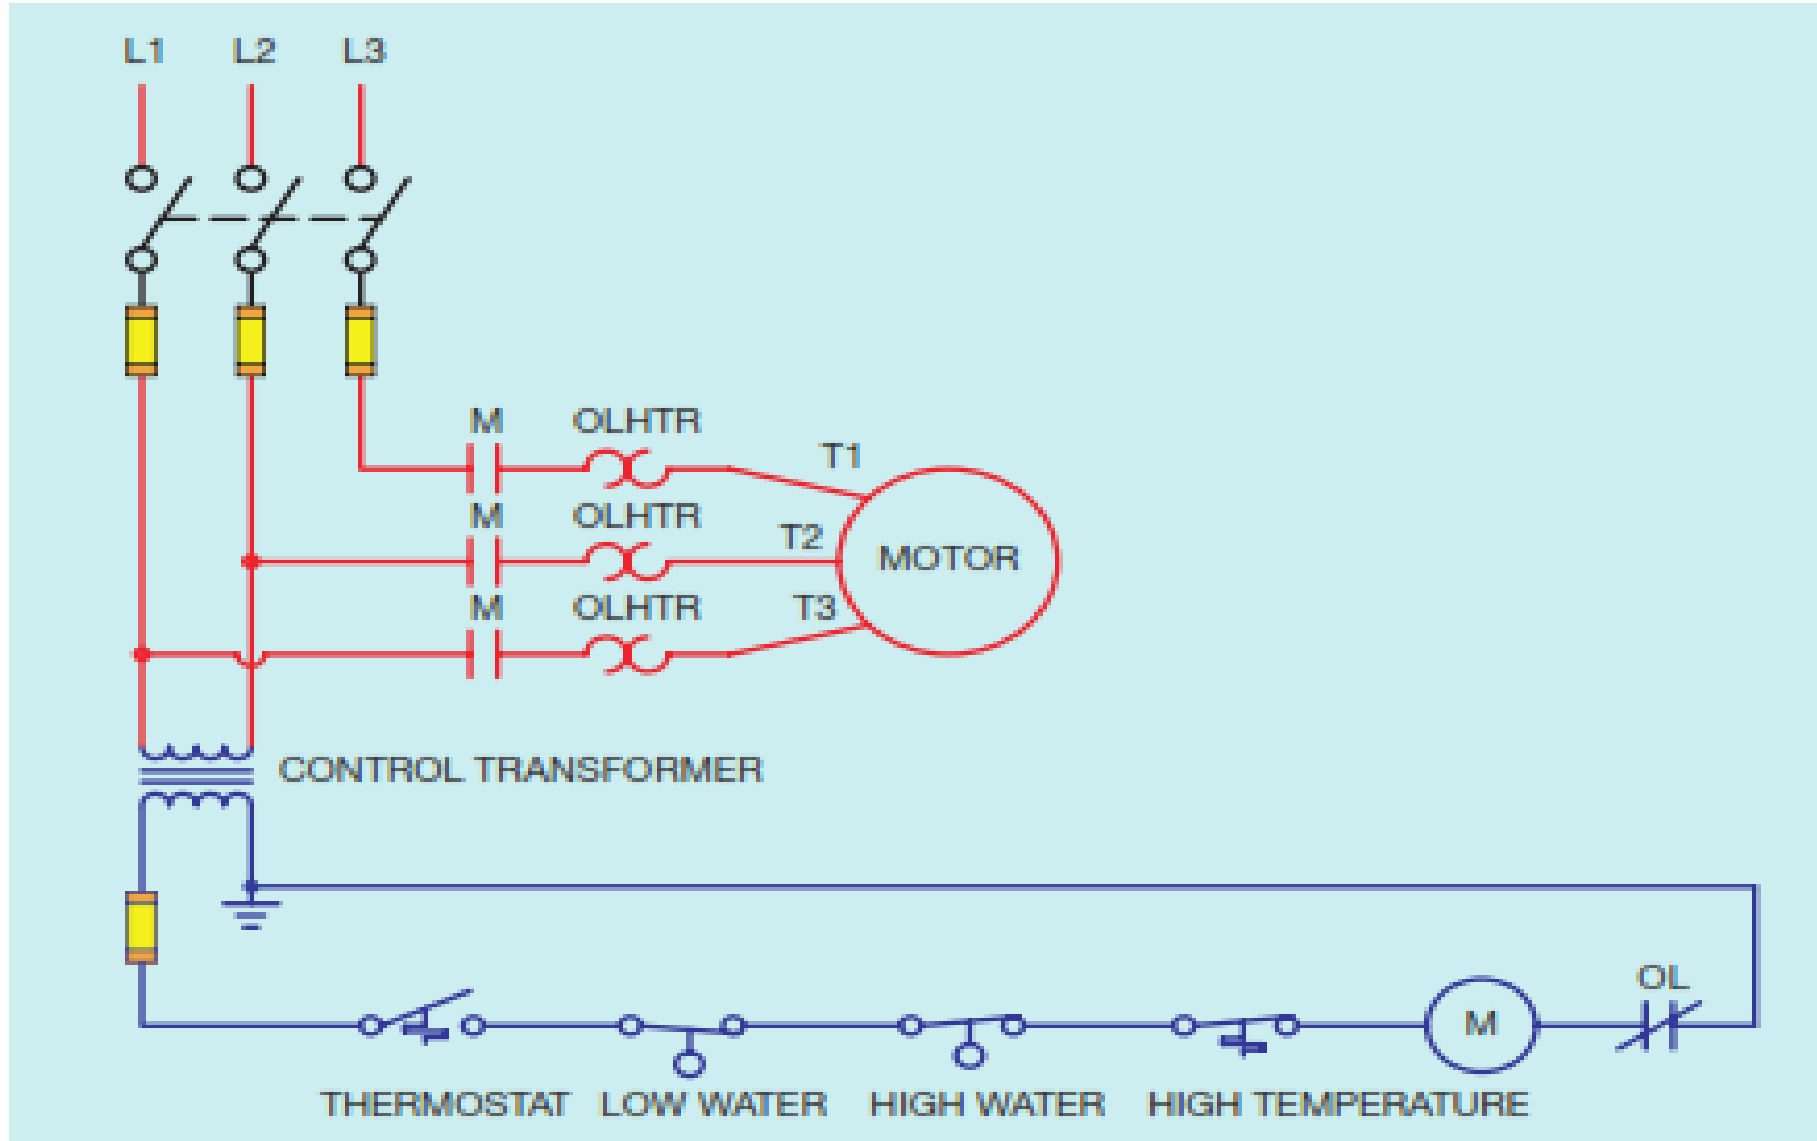 L1 L2 L3
M OLHTR
T1
M OLHTR
T2
MOTOR
M OLHTR
T3
CONTROL TRANSFORMER
OL
M
THERMOSTAT LOW WATER HIGH WATER HIGH TEMPERATURE